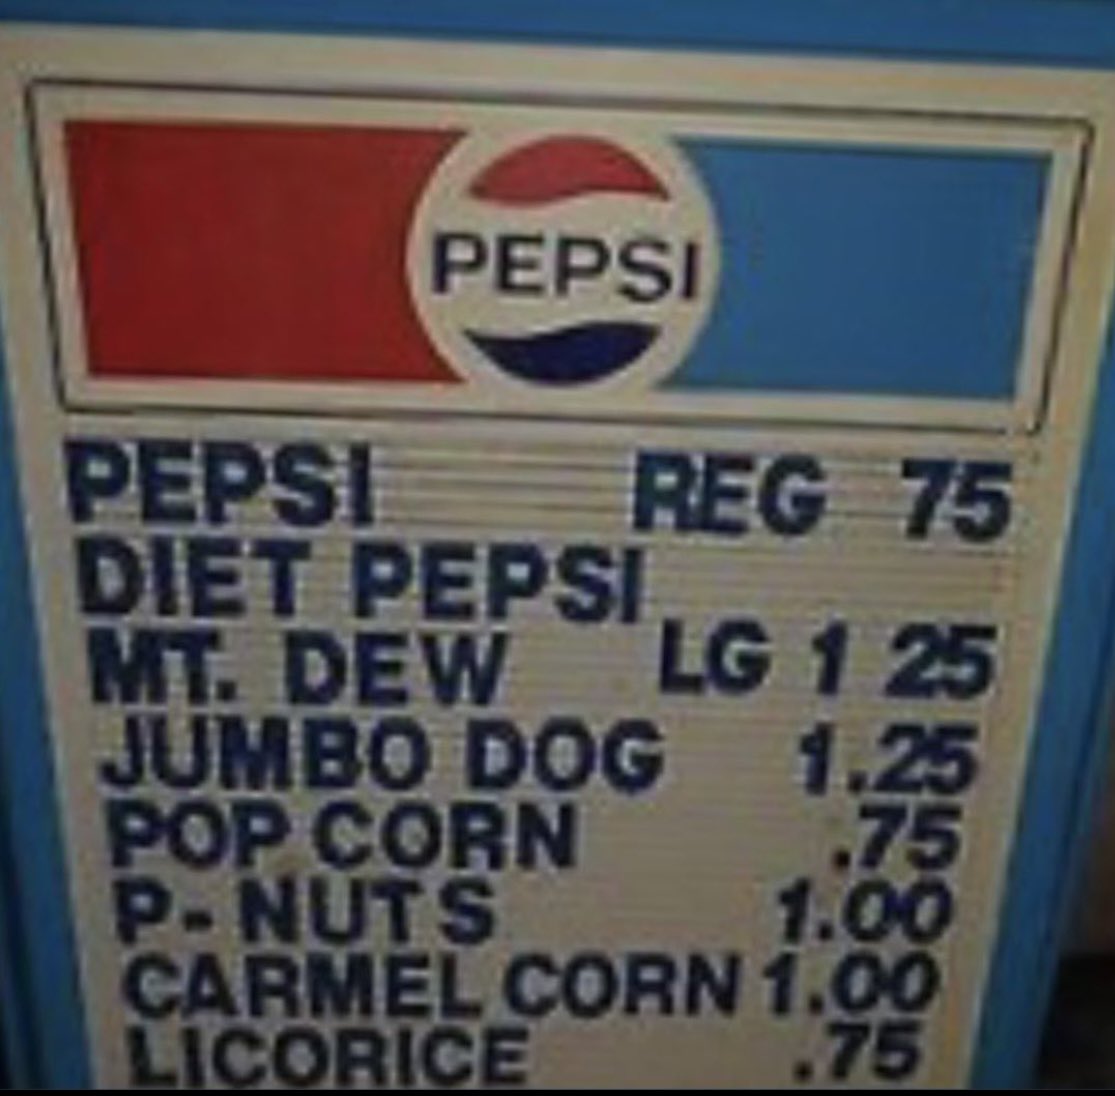 PEPSI
PEPSI REG 75
DIET PEPSI
MT. DEW LG 1 25
JUMBO DOG 1.25
POP CORN .75
P-NUTS 1.00
CARMEL CORN 1.00
LICORICE .75